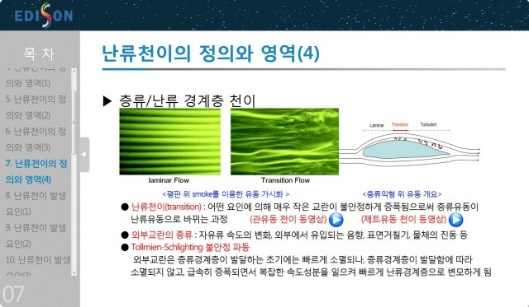 EDISON
목 차
의와 영역(1)
5. 난류천이의 정
의와 영역(2)
6. 난류천이의 정
의와 영역(3)
7. 난류천이의 정
의와 영역(4)
8. 난류천이 발생
요인(1)
9. 난류천이 발생
요인(2)
10. 난류천이 발생
07
난류천이의 정의와 영역(4)
▶ 층류/난류 경계층 천이
laminar Flow
Transition Flow
Laminar Transition Turbulent
<평판 위 smoke를 이용한 유동 가시화>
<층류익형 위 유동 개요>
● 난류천이(transition) : 어떤 요인에 의해 매우 작은 교란이 불안정하게 증폭됨으로써 층류유동이
난류유동으로 바뀌는 과정 (관유동 천이 동영상) (제트유동 천이 동영상)
● 외부교란의 종류 : 자유류 속도의 변화, 외부에서 유입되는 음향, 표면거칠기, 물체의 진동 등
● Tollmien-Schlighting 불안정 파동
외부교란은 층류경계층이 발달하는 초기에는 빠르게 소멸되나, 층류경계층이 발달함에 따라
소멸되지 않고, 급속히 증폭되면서 복잡한 속도성분을 일으켜 빠르게 난류경계층으로 변모하게 됨